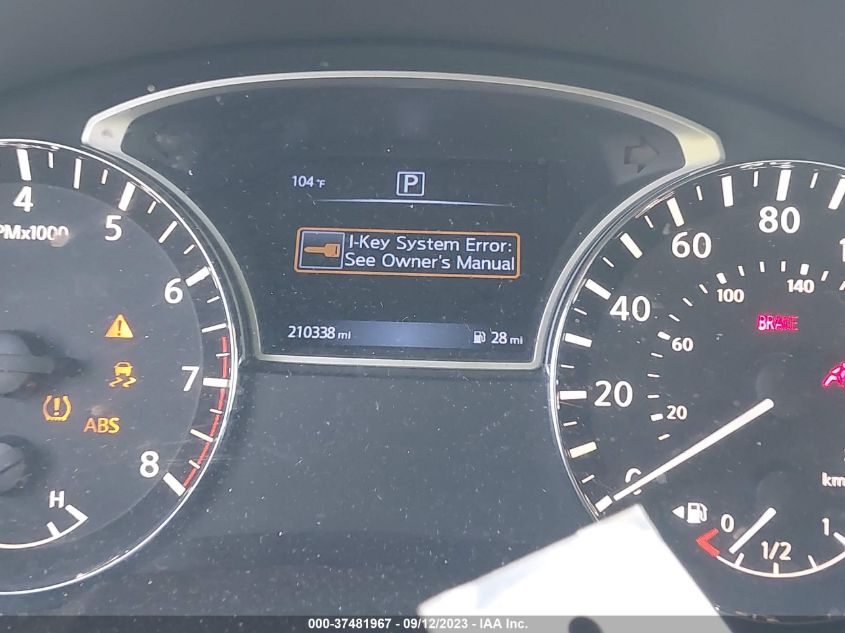 104 °F
P
I-Key System Error:
See Owner's Manual
210338 mi
28 mi
4
5
6
7
8
ABS
H
80
60
40
20
0
100
140
60
20
BRAKE
km
0
1/2
1
000-37481967 - 09/12/2023 - IAA Inc.